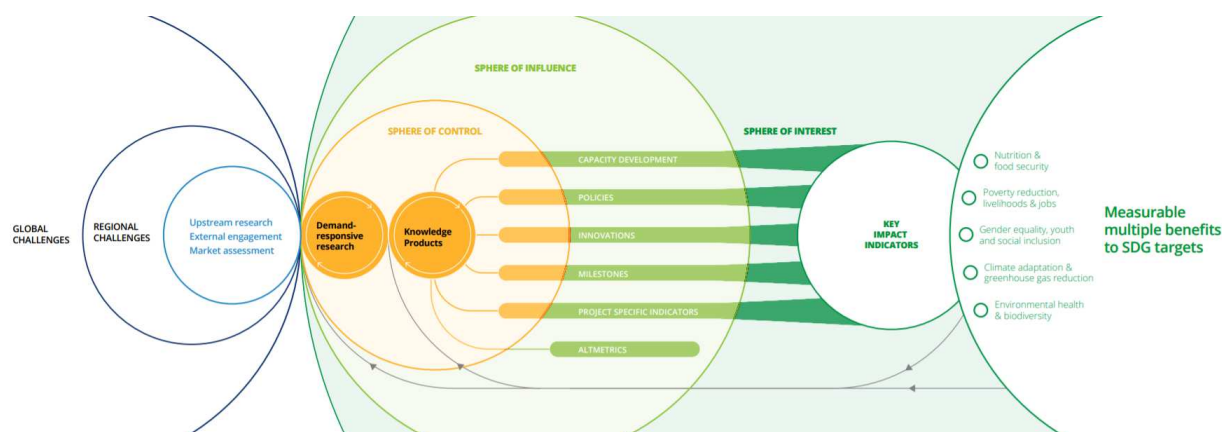 GLOBAL
CHALLENGES
REGIONAL
CHALLENGES
Upstream research
External engagement
Market assessment
Demand-
responsive
research
Knowledge
Products
SPHERE OF INFLUENCE
SPHERE OF CONTROL
SPHERE OF INTEREST
CAPACITY DEVELOPMENT
POLICIES
INNOVATIONS
MILESTONES
PROJECT SPECIFIC INDICATORS
ALTMETRICS
KEY
IMPACT
INDICATORS
Nutrition &
food security
Poverty reduction,
livelihoods & jobs
Gender equality, youth
and social inclusion
Climate adaptation &
greenhouse gas reduction
Environmental health
& biodiversity
Measurable
multiple benefits
to SDG targets